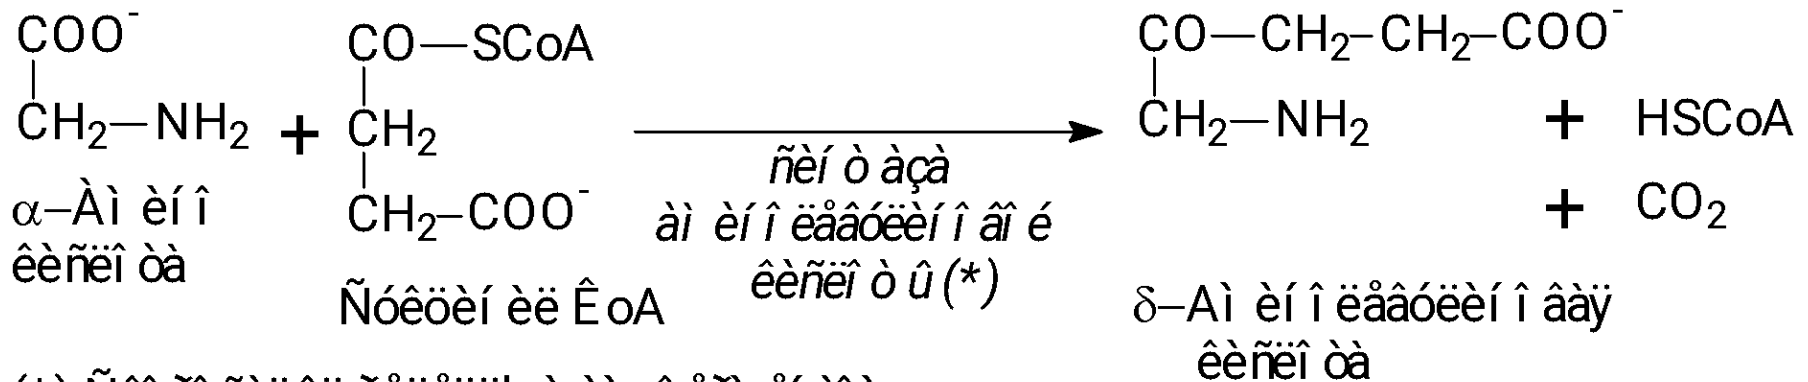 COO⁻
CH₂—NH₂
α–Àì èí î
êèñëî òà
+
CO—SCoA
CH₂
CH₂–COO⁻
Ñóêöèí èë ÊoA
ñèí ò àçà
àì èí î ëåâóëèí î âî é
êèñëî ò û (*)
CO—CH₂–CH₂–COO⁻
CH₂—NH₂
δ–Aì èí î ëåâóëèí î âàÿ
êèñëî òà
+ HSCoA
+ CO₂